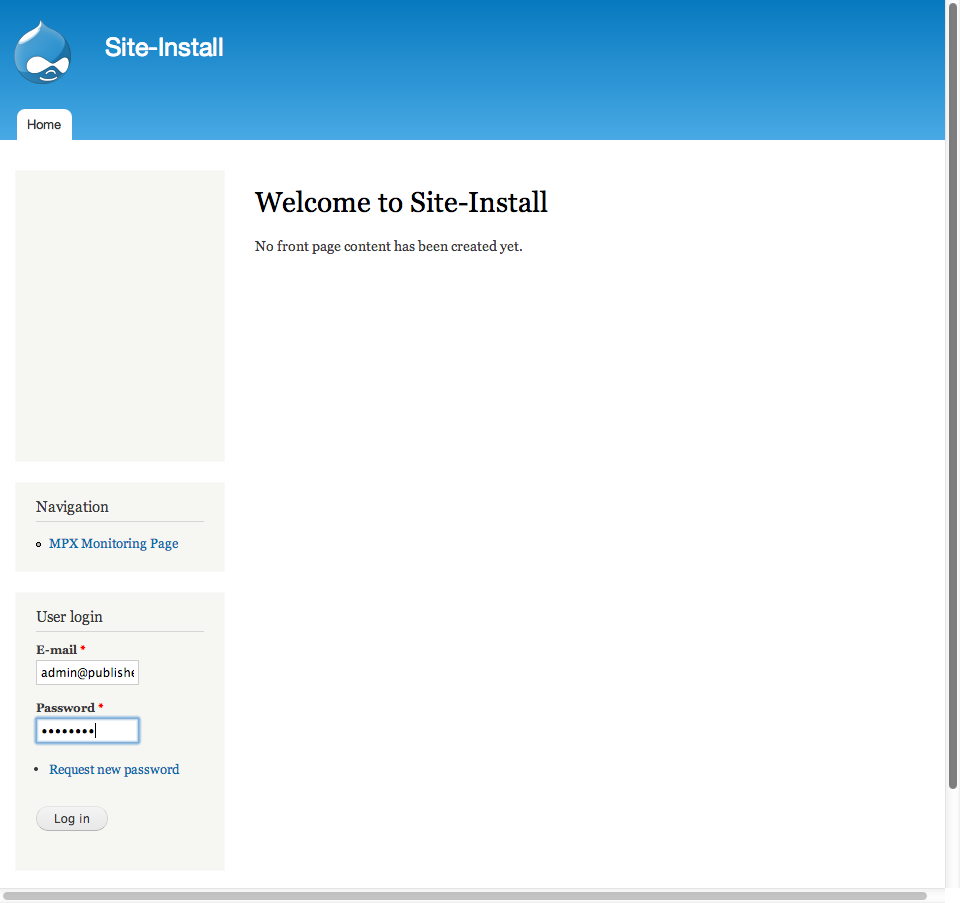 Site-Install
Home
Welcome to Site-Install
No front page content has been created yet.
Navigation
MPX Monitoring Page
User login
E-mail *
admin@publishe
Password *
••••••••
Request new password
Log in